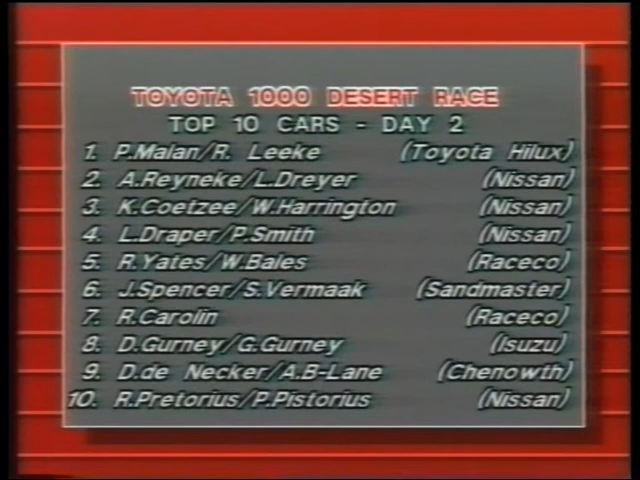 TOYOTA 1000 DESERT RACE
TOP 10 CARS - DAY 2
1. P.Malan/R. Leeke (Toyota Hilux)
2. A.Reyneke/L.Dreyer (Nissan)
3. K.Coetzee/W.Harrington (Nissan)
4. L.Draper/P.Smith (Nissan)
5. R.Yates/W.Bales (Raceco)
6. J.Spencer/S.Vermaak (Sandmaster)
7. R.Carolin (Raceco)
8. D.Gurney/G.Gurney (Isuzu)
9. D.de Necker/A.B-Lane (Chenowth)
10. R.Pretorius/P.Pistorius (Nissan)